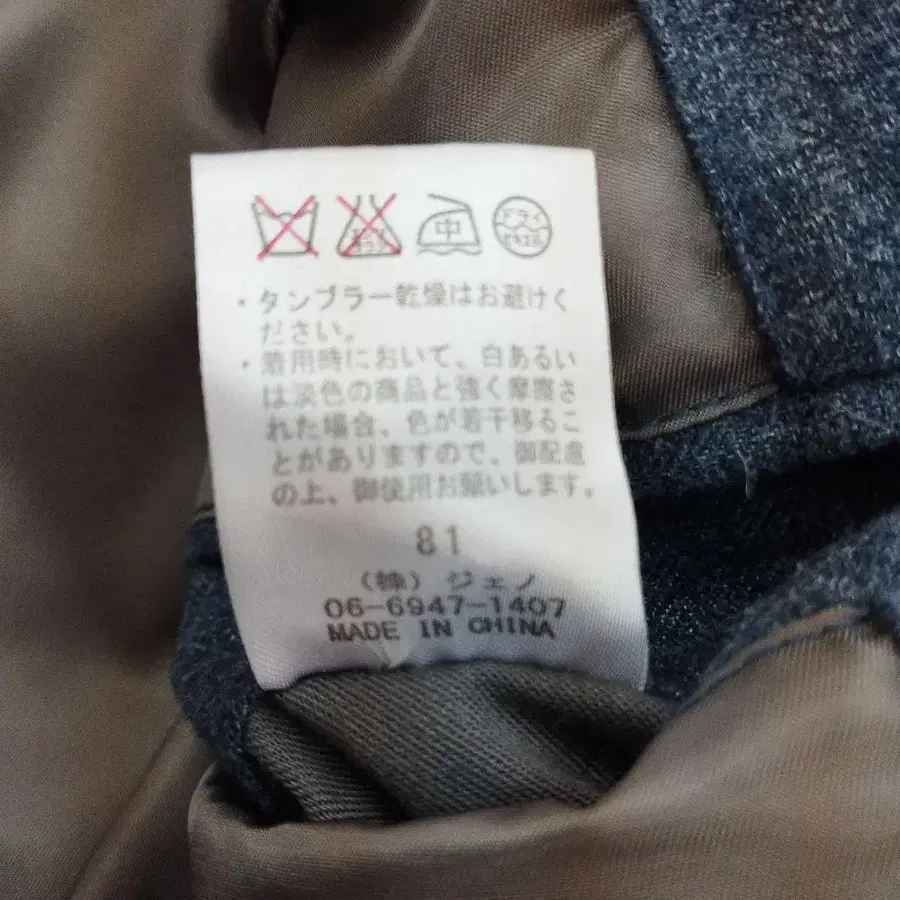 中
ドライ
・タンブラー乾燥はお避けく
ださい。
・着用時において、白あるい
は淡色の商品と強く摩擦さ
れた場合、色が若干移るこ
とがありますので、御配慮
の上、御使用お願いします。
81
（株）ジェノ
06-6947-1407
MADE IN CHINA